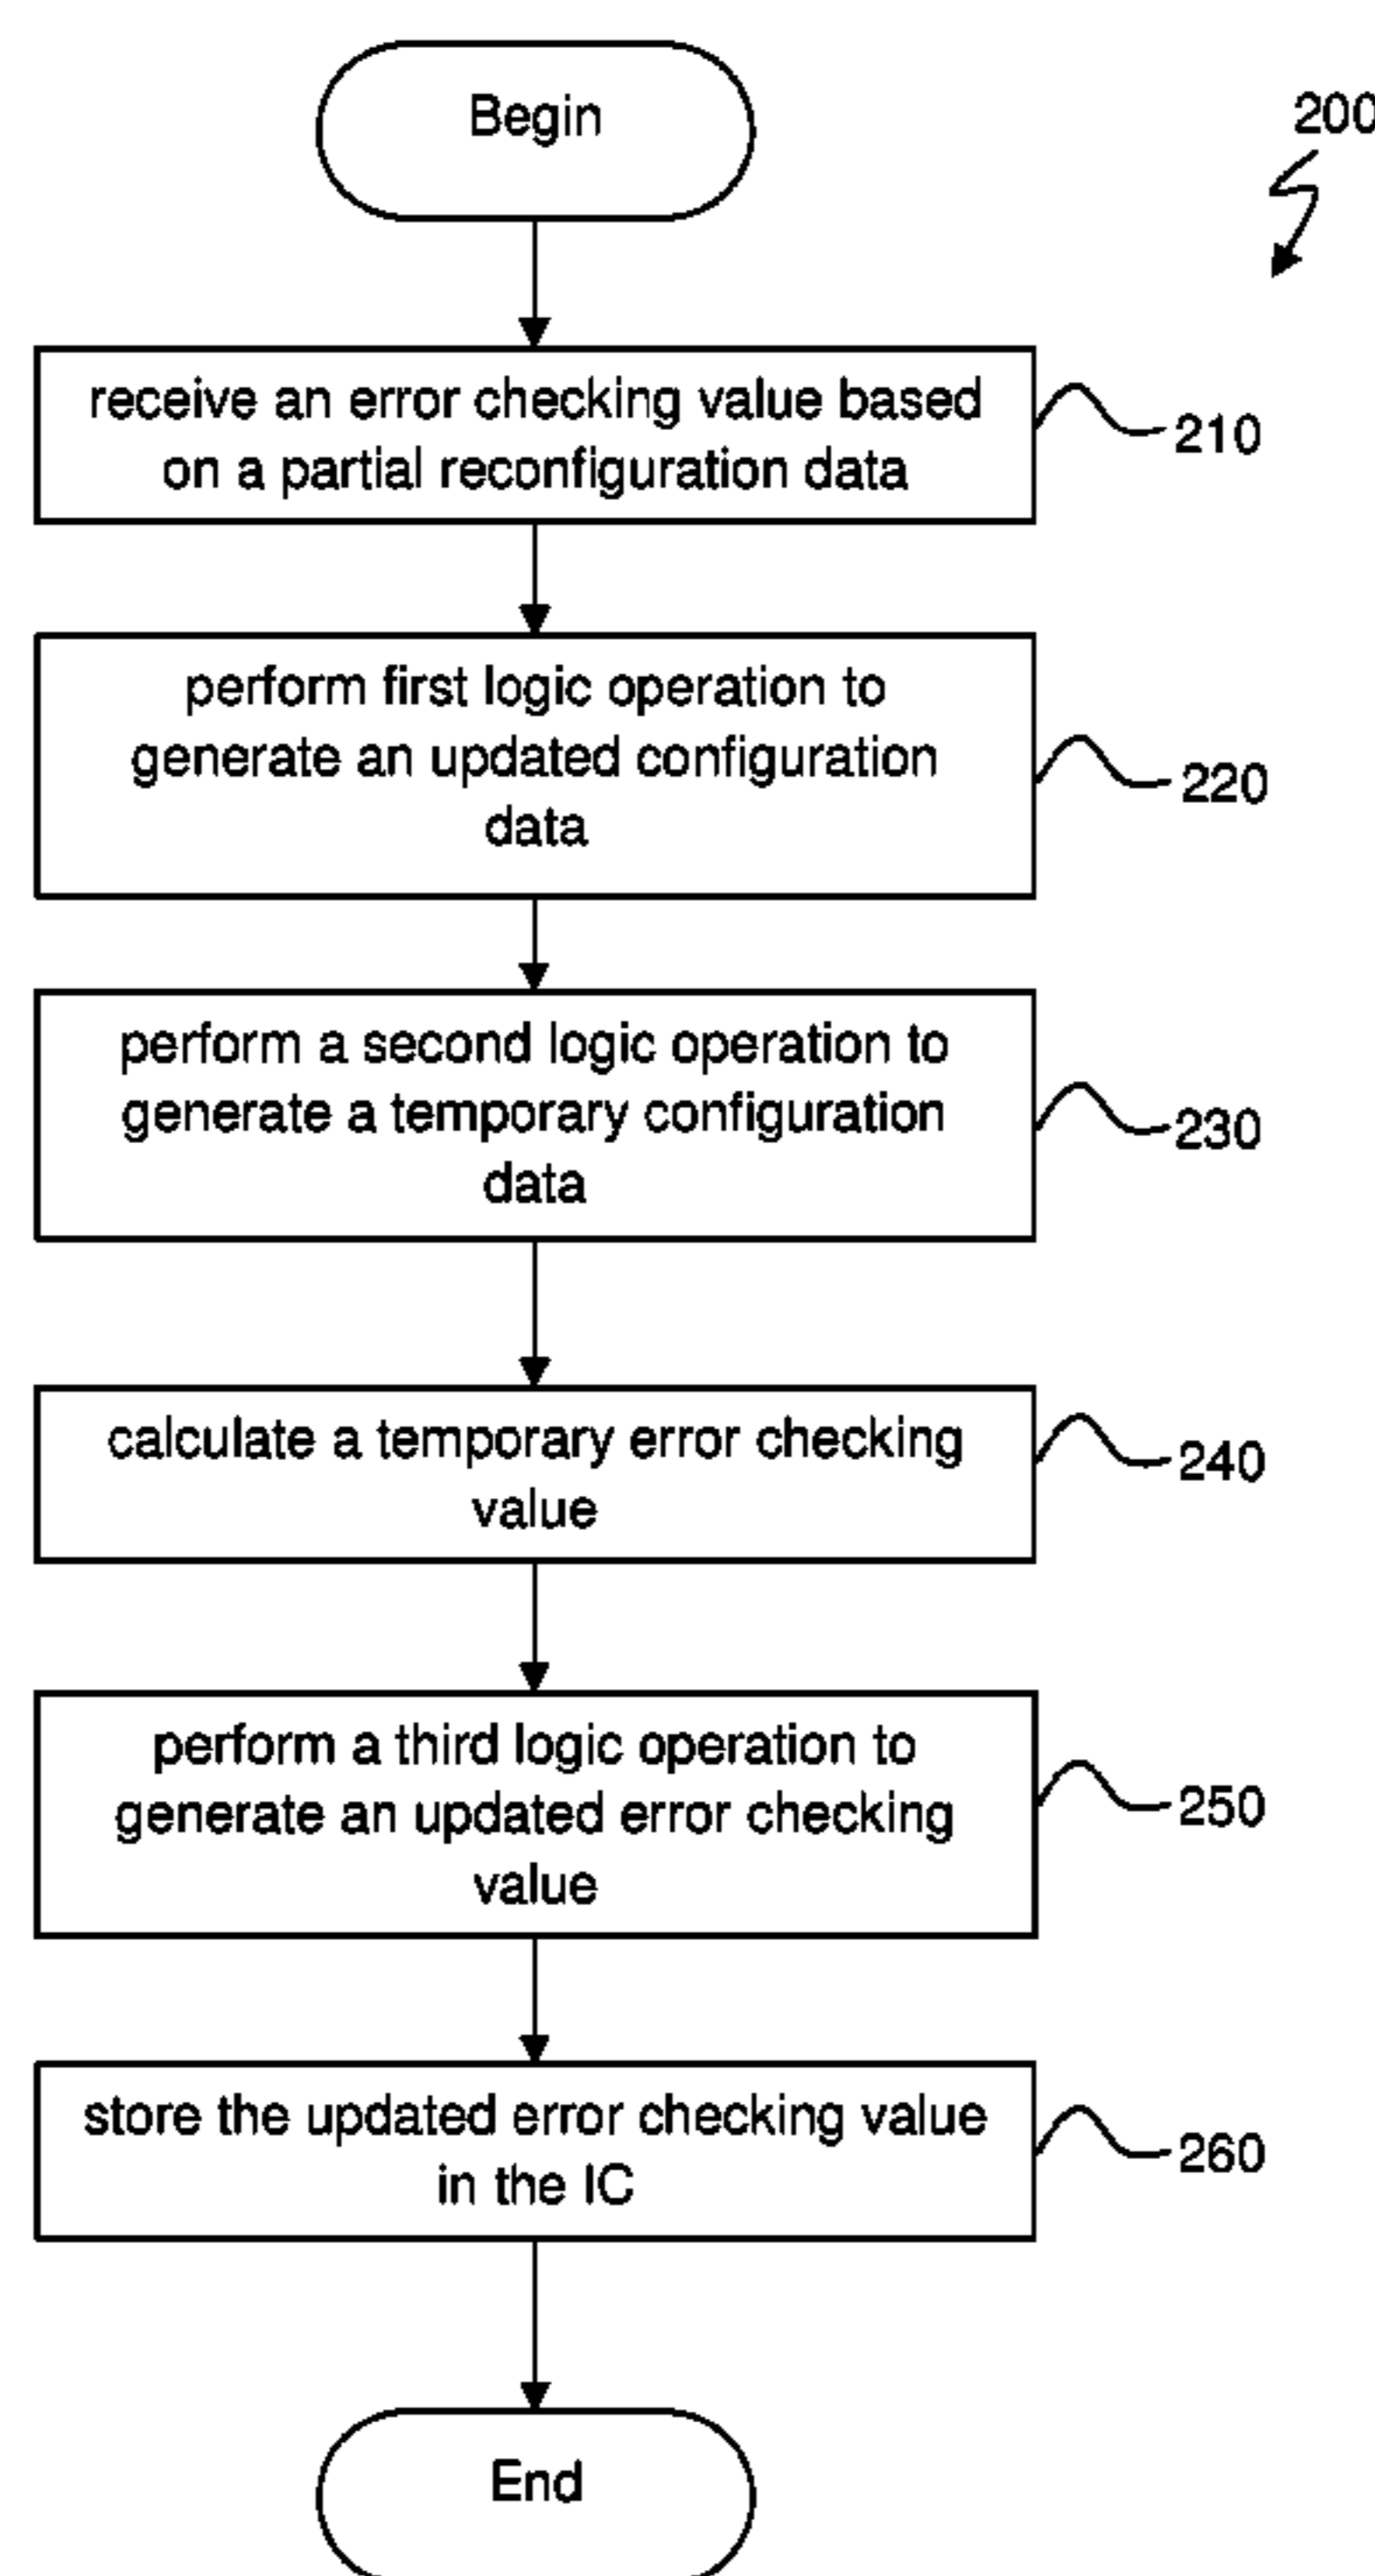 Begin
200
receive an error checking value based
on a partial reconfiguration data
210
perform first logic operation to
generate an updated configuration
data
220
perform a second logic operation to
generate a temporary configuration
data
230
calculate a temporary error checking
value
240
perform a third logic operation to
generate an updated error checking
value
250
store the updated error checking value
in the IC
260
End